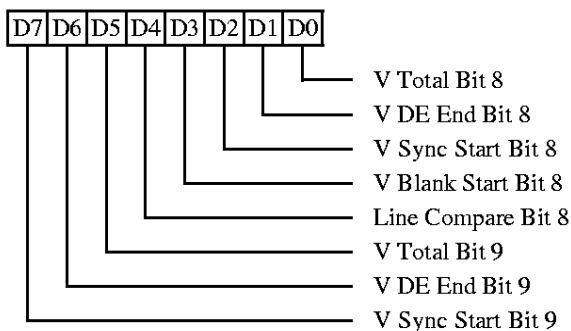 D7 D6 D5 D4 D3 D2 D1 D0
V Total Bit 8
V DE End Bit 8
V Sync Start Bit 8
V Blank Start Bit 8
Line Compare Bit 8
V Total Bit 9
V DE End Bit 9
V Sync Start Bit 9